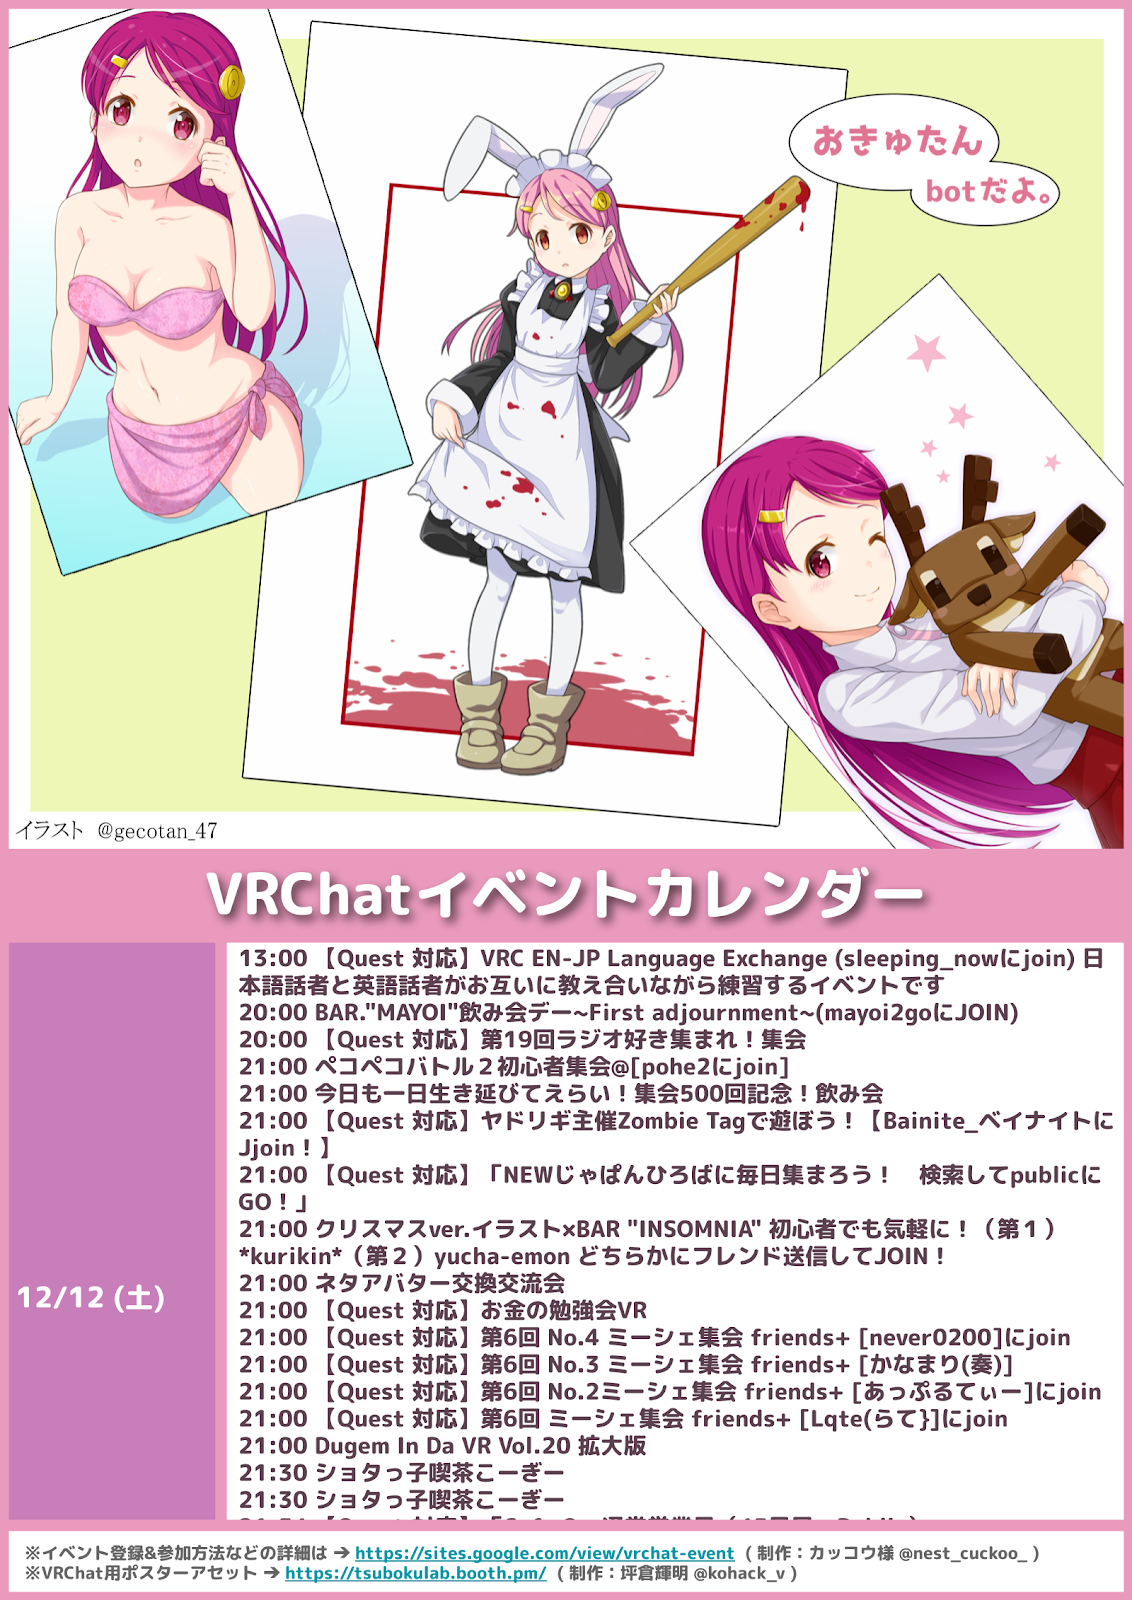 おきゅたん
botだよ。
イラスト @gecotan_47
VRChatイベントカレンダー
12/12 (土)
13:00 【Quest 対応】VRC EN-JP Language Exchange (sleeping_nowにjoin) 日
本語話者と英語話者がお互いに教え合いながら練習するイベントです
20:00 BAR."MAYOI"飲み会デー~First adjournment~(mayoi2goにJOIN)
20:00 【Quest 対応】第19回ラジオ好き集まれ！集会
21:00 ペコペコバトル２初心者集会@[pohe2にjoin]
21:00 今日も一日生き延びてえらい！集会500回記念！飲み会
21:00 【Quest 対応】ヤドリギ主催Zombie Tagで遊ぼう！【Bainite_ベイナイトに
Jjoin！】
21:00 【Quest 対応】「NEWじゃぱんひろばに毎日集まろう！　検索してpublicに
GO！」
21:00 クリスマスver.イラスト×BAR "INSOMNIA" 初心者でも気軽に！（第１）
*kurikin*（第２）yucha-emon どちらかにフレンド送信してJOIN！
21:00 ネタアバター交換交流会
21:00 【Quest 対応】お金の勉強会VR
21:00 【Quest 対応】第6回 No.4 ミーシェ集会 friends+ [never0200]にjoin
21:00 【Quest 対応】第6回 No.3 ミーシェ集会 friends+ [かなまり(奏)]
21:00 【Quest 対応】第6回 No.2ミーシェ集会 friends+ [あっぷるてぃー]にjoin
21:00 【Quest 対応】第6回 ミーシェ集会 friends+ [Lqte(らて}]にjoin
21:00 Dugem In Da VR Vol.20 拡大版
21:30 ショタっ子喫茶こーぎー
21:30 ショタっ子喫茶こーぎー
※イベント登録&参加方法などの詳細は → https://sites.google.com/view/vrchat-event （制作：カッコウ様 @nest_cuckoo_ )
※VRChat用ポスターアセット → https://tsubokulab.booth.pm/ （制作：坪倉輝明 @kohack_v )